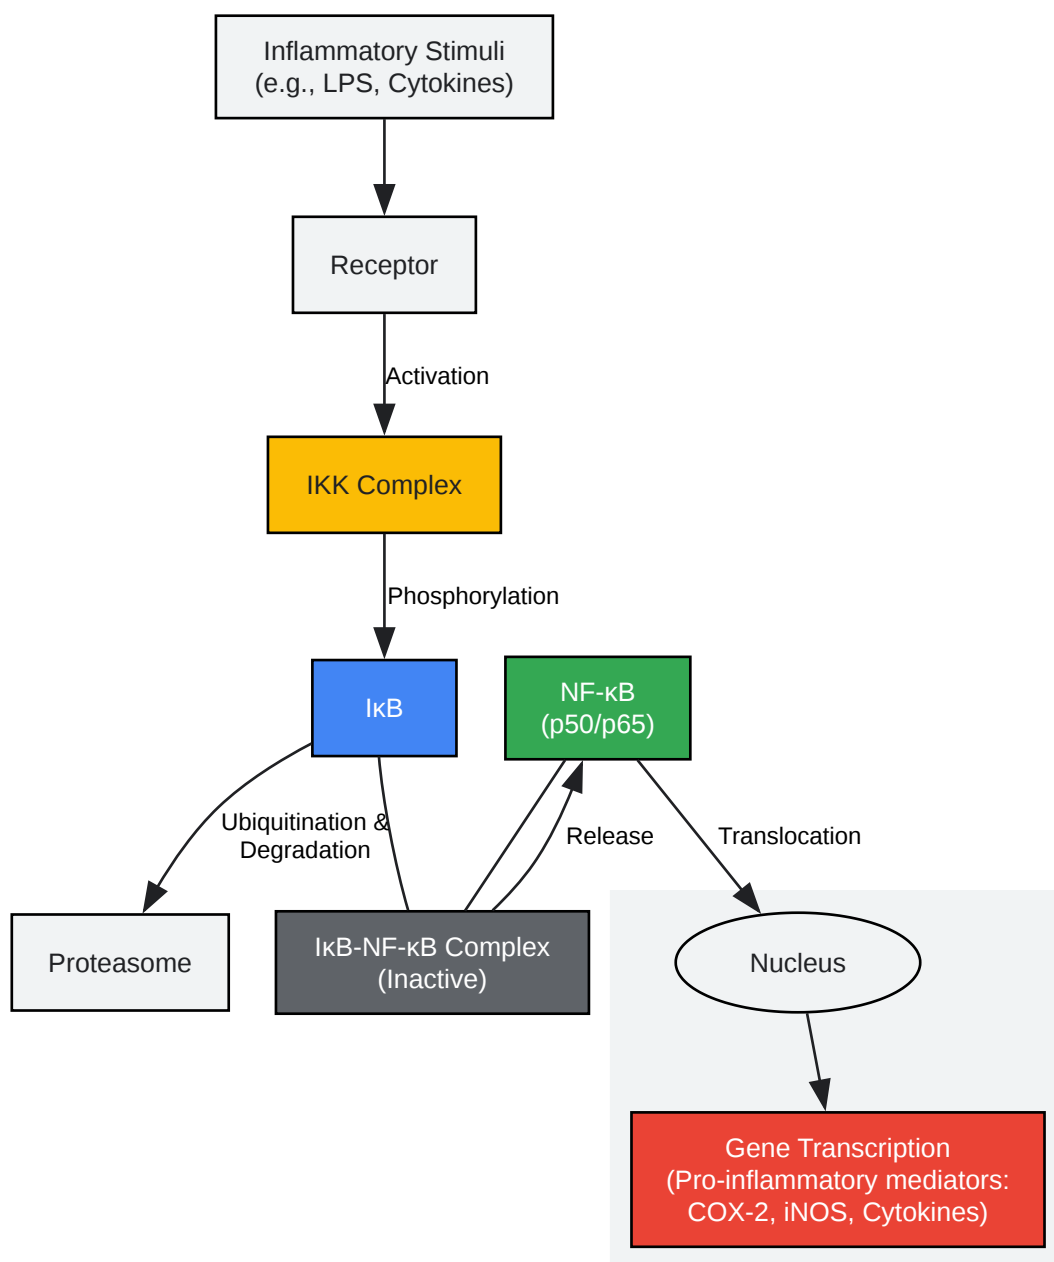 Inflammatory Stimuli
(e.g., LPS, Cytokines)
Receptor
Activation
IKK Complex
Phosphorylation
IκB
NF-κB
(p50/p65)
Ubiquitination &
Degradation
Release
Translocation
Proteasome
IκB-NF-κB Complex
(Inactive)
Nucleus
Gene Transcription
(Pro-inflammatory mediators:
COX-2, iNOS, Cytokines)